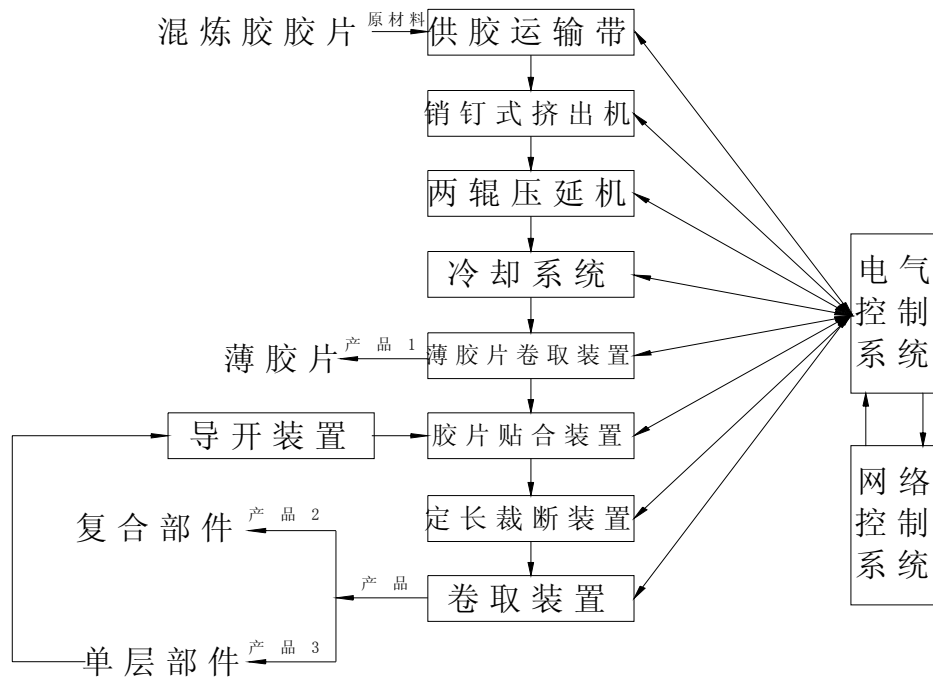 混炼胶胶片
原材料
供胶运输带
销钉式挤出机
两辊压延机
冷却系统
电气
控制
系统
薄胶片
产品1
薄胶片卷取装置
导开装置
胶片贴合装置
网络
控制
系统
复合部件
产品2
定长裁断装置
产品
卷取装置
单层部件
产品3